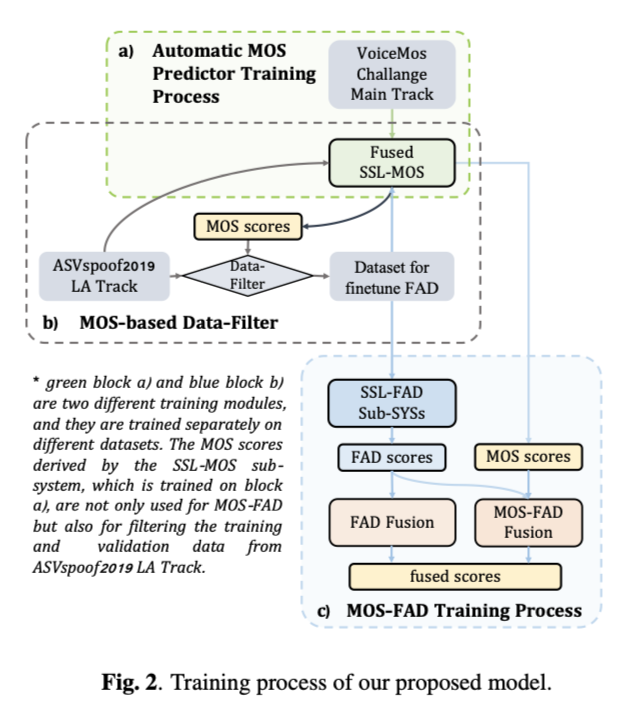 a) Automatic MOS
Predictor Training
Process
VoiceMos
Challange
Main Track
Fused
SSL-MOS
MOS scores
ASVspoof2019
LA Track
Data-
Filter
Dataset for
finetune FAD
b) MOS-based Data-Filter
* green block a) and blue block b)
are two different training modules,
and they are trained separately on
different datasets. The MOS scores
derived by the SSL-MOS sub-
system, which is trained on block
a), are not only used for MOS-FAD
but also for filtering the training
and validation data from
ASVspoof2019 LA Track.
SSL-FAD
Sub-SYSs
FAD scores
MOS scores
FAD Fusion
MOS-FAD
Fusion
fused scores
c) MOS-FAD Training Process
Fig. 2. Training process of our proposed model.